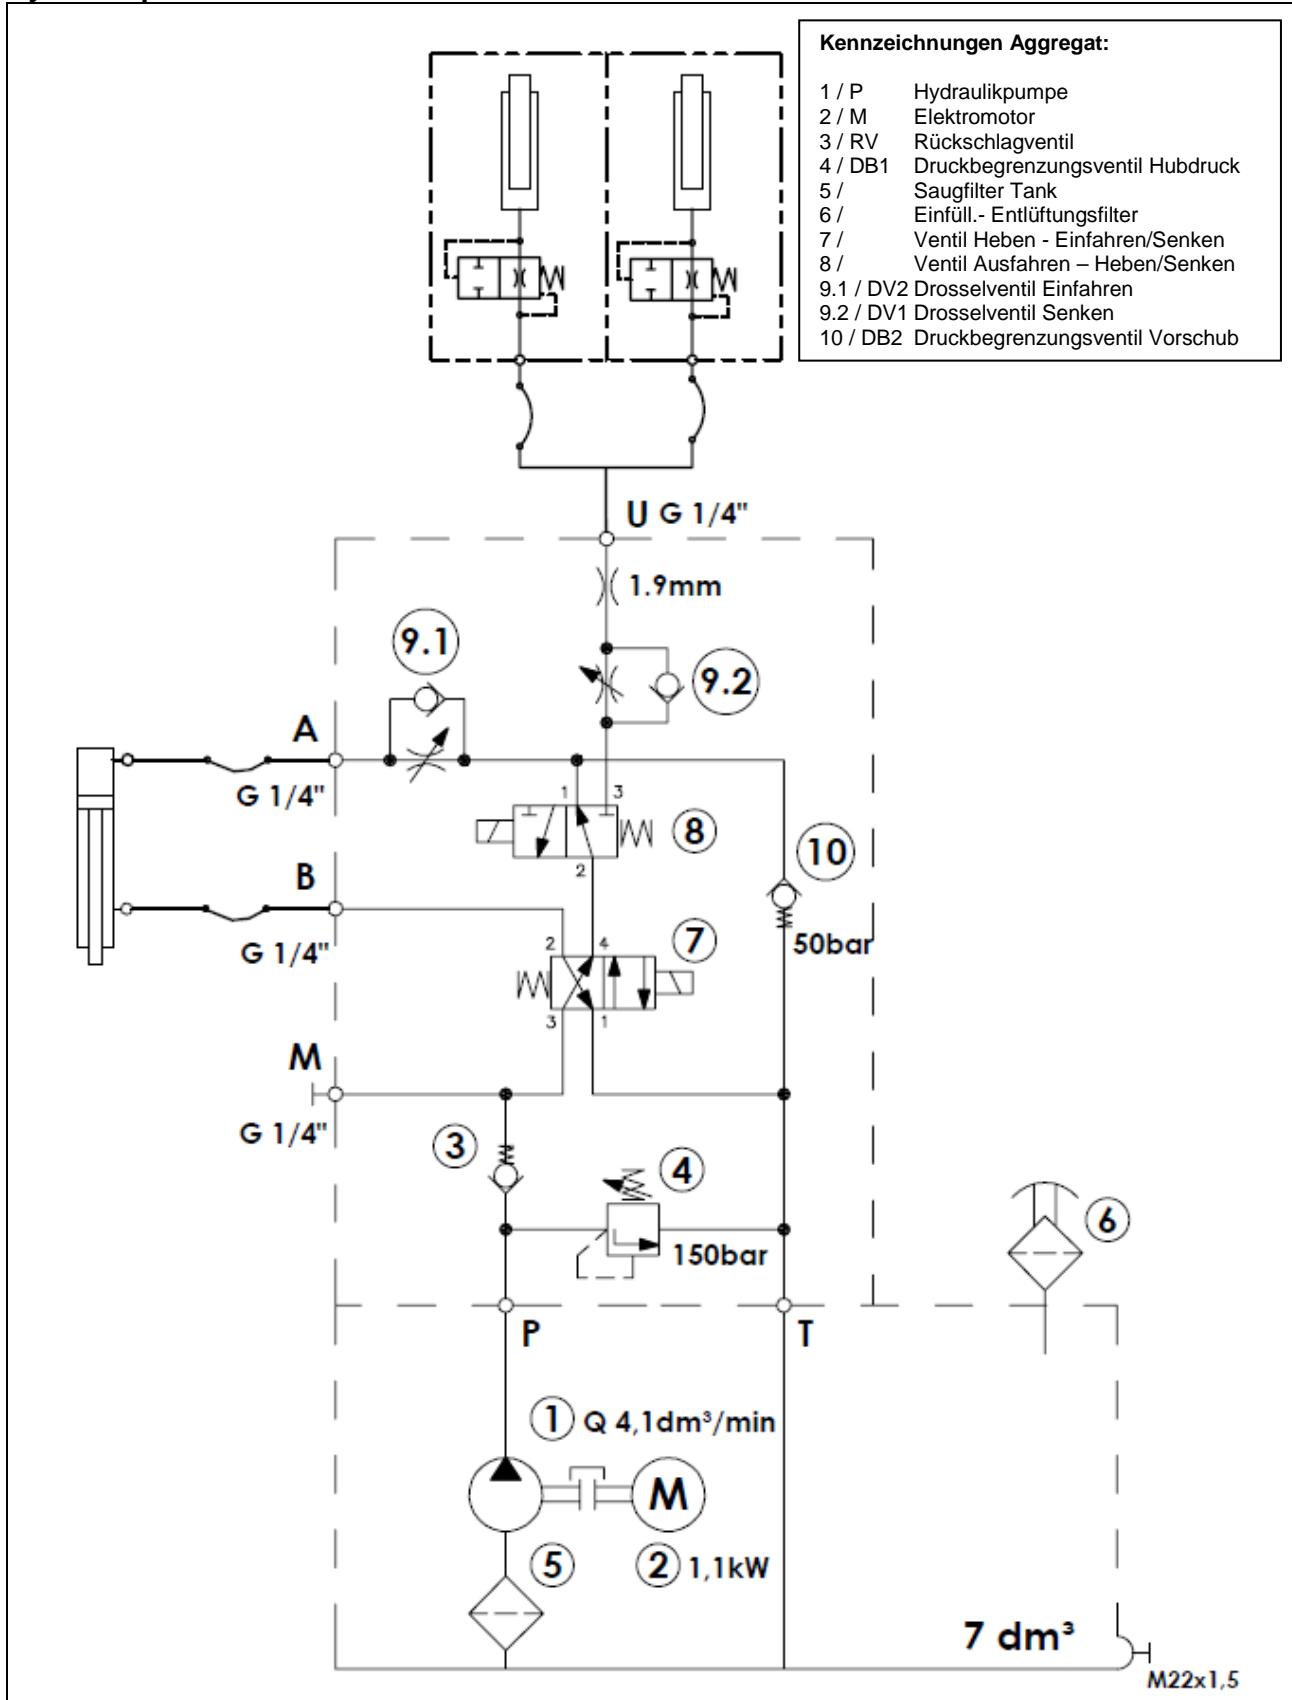 Kennzeichnungen Aggregat:
1 / P Hydraulikpumpe
2 / M Elektromotor
3 / RV Rückschlagventil
4 / DB1 Druckbegrenzungsventil Hubdruck
5 / Saugfilter Tank
6 / Einfüll.- Entlüftungsfilter
7 / Ventil Heben - Einfahren/Senken
8 / Ventil Ausfahren – Heben/Senken
9.1 / DV2 Drosselventil Einfahren
9.2 / DV1 Drosselventil Senken
10 / DB2 Druckbegrenzungsventil Vorschub
U G 1/4"
1.9mm
9.1
9.2
A
G 1/4"
1 3
8
2
10
B
G 1/4"
50bar
7
2 4
3 1
M
G 1/4"
3
4
150bar
6
P
T
1 Q 4,1dm³/min
M
5
2 1,1kW
7 dm³
M22x1,5